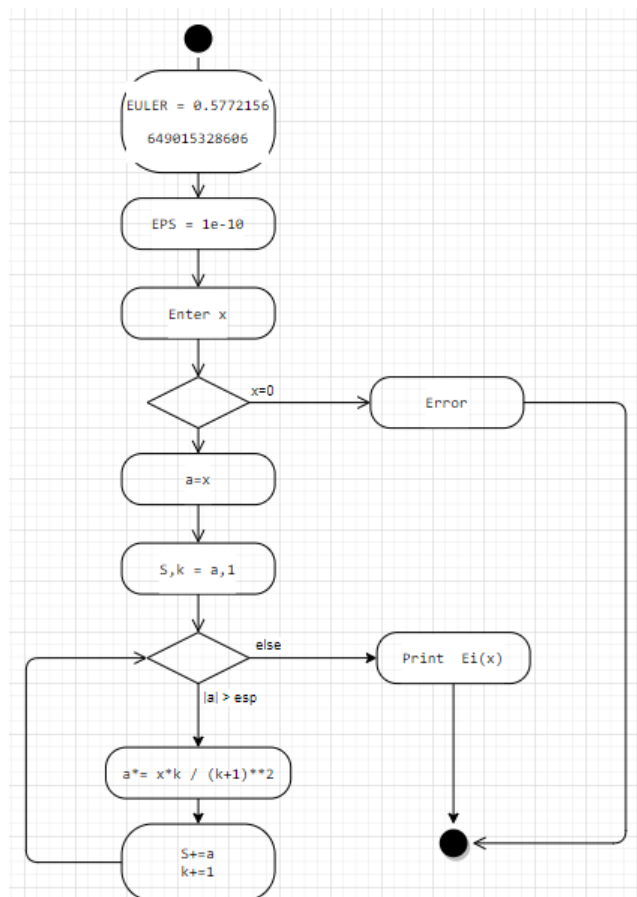 EULER = 0.5772156
649015328606
EPS = 1e-10
Enter x
x=0
Error
a=x
S,k = a,1
else
Print Ei(x)
|a| > esp
a*= x*k / (k+1)**2
S+=a
k+=1